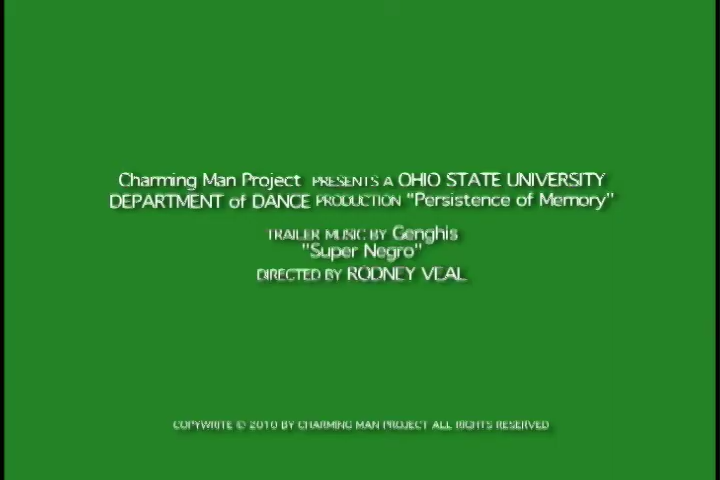 Charming Man Project PRESENTS A OHIO STATE UNIVERSITY
DEPARTMENT of DANCE PRODUCTION "Persistence of Memory"
TRAILER MUSIC BY Genghis
"Super Negro"
DIRECTED BY RODNEY VEAL
COPYWRITE © 2010 BY CHARMING MAN PROJECT ALL RIGHTS RESERVED